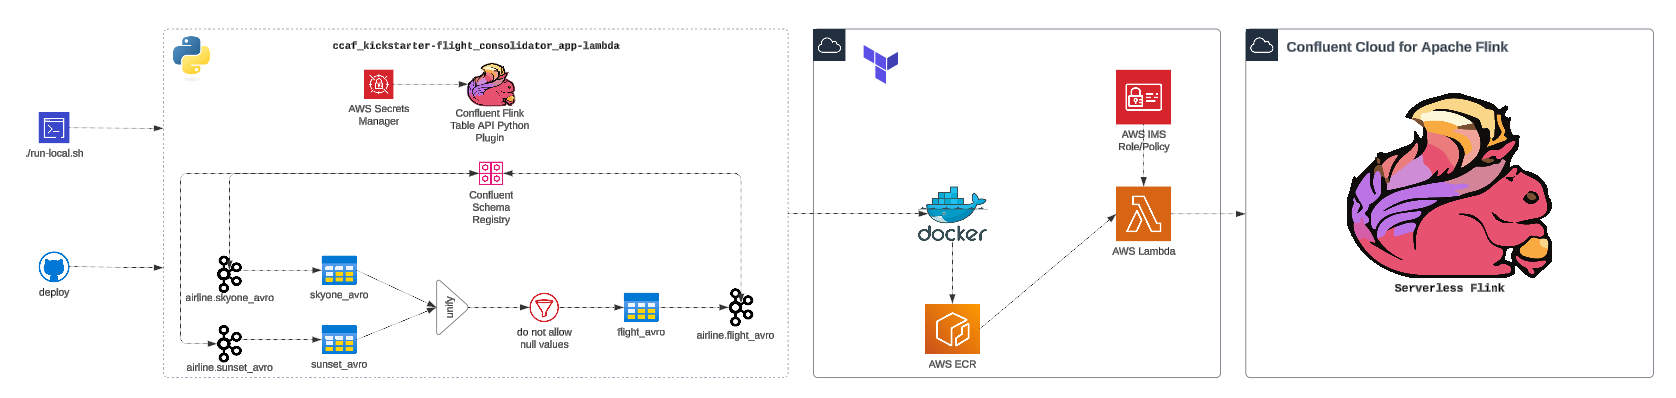 ccaf_kickstarter-flight_consolidator_app-lambda
AWS Secrets
Manager
Confluent Flink
Table API Python
Plugin
./run-local.sh
Confluent
Schema
Registry
deploy
airline.skyone_avro
skyone_avro
unify
do not allow
null values
flight_avro
airline.flight_avro
airline.sunset_avro
sunset_avro
docker
AWS ECR
AWS IMS
Role/Policy
AWS Lambda
Confluent Cloud for Apache Flink
Serverless Flink